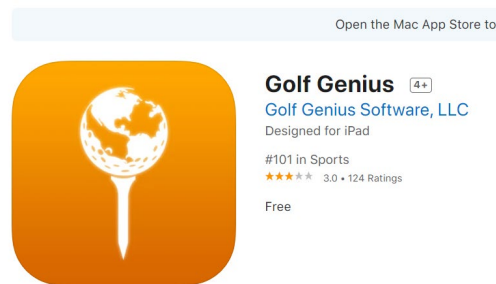 Open the Mac App Store to
Golf Genius 4+
Golf Genius Software, LLC
Designed for iPad
#101 in Sports
3.0 • 124 Ratings
Free